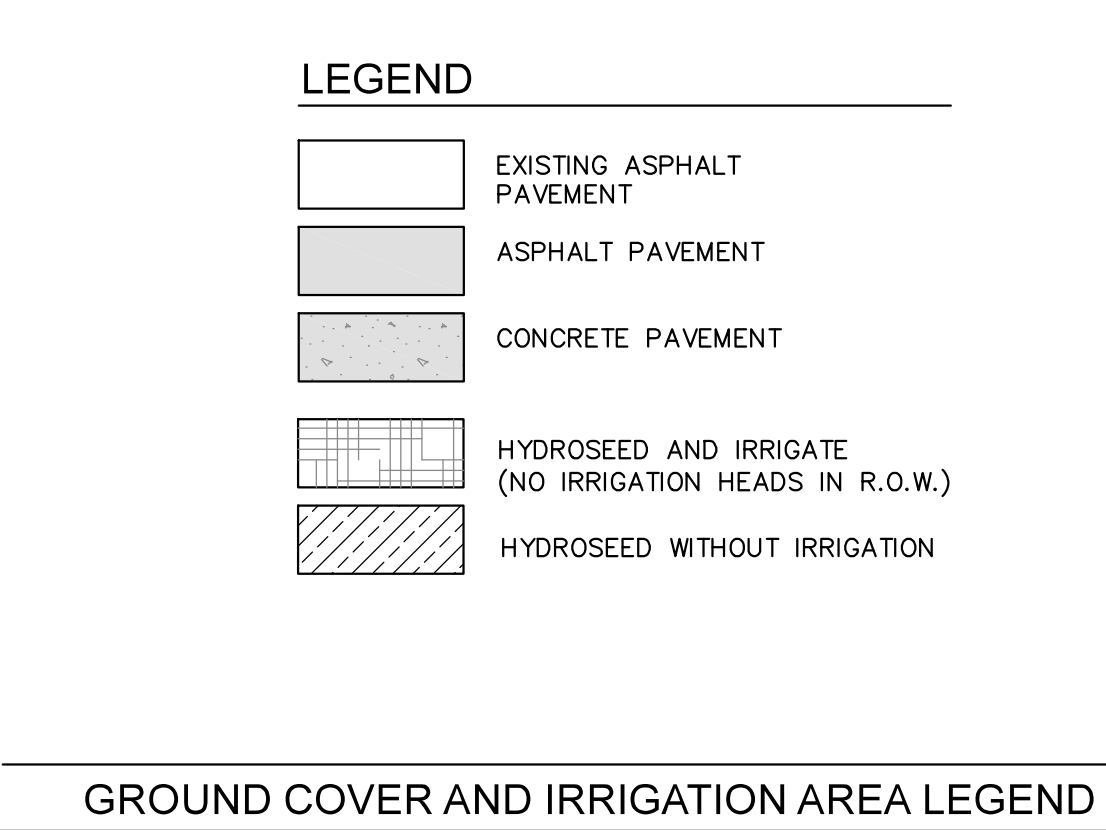 LEGEND
EXISTING ASPHALT
PAVEMENT
ASPHALT PAVEMENT
CONCRETE PAVEMENT
HYDROSEED AND IRRIGATE
(NO IRRIGATION HEADS IN R.O.W.)
HYDROSEED WITHOUT IRRIGATION
GROUND COVER AND IRRIGATION AREA LEGEND